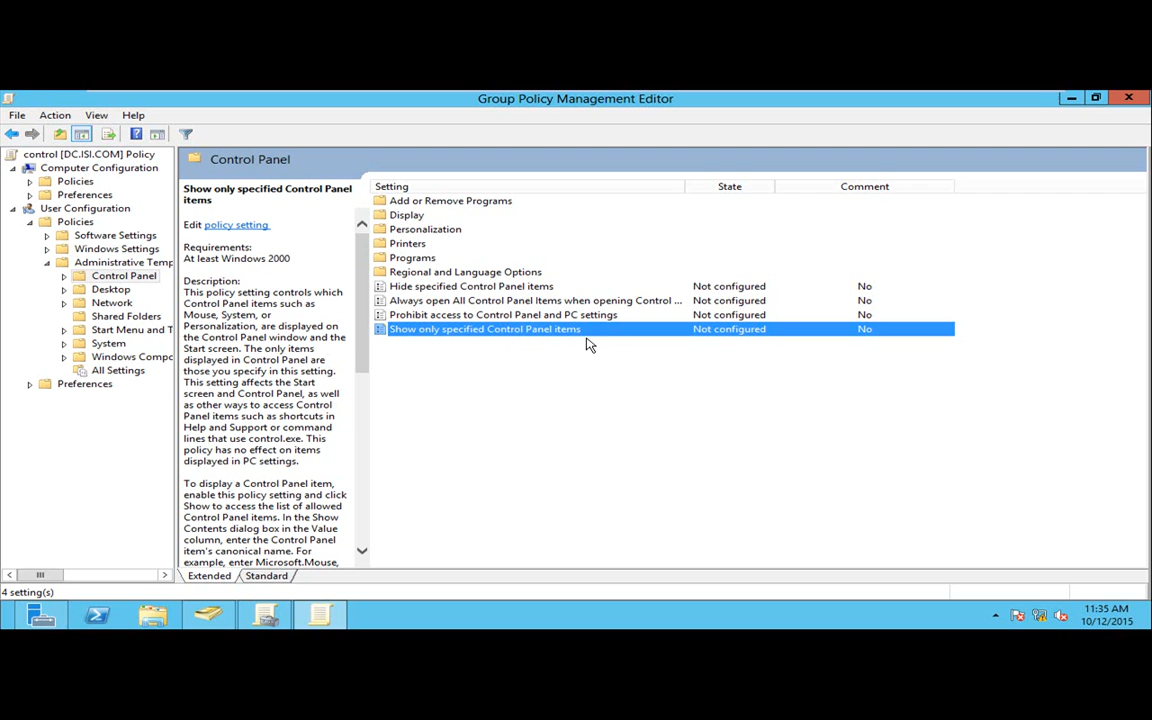 Group Policy Management Editor
File Action View Help
control [DC.ISI.COM] Policy
Computer Configuration
Policies
Preferences
User Configuration
Policies
Software Settings
Windows Settings
Administrative Temp
Control Panel
Desktop
Network
Shared Folders
Start Menu and T
System
Windows Compo
All Settings
Preferences
Control Panel
Show only specified Control Panel
items
Edit policy setting
Requirements:
At least Windows 2000
Description:
This policy setting controls which
Control Panel items such as
Mouse, System, or
Personalization, are displayed on
the Control Panel window and the
Start screen. The only items
displayed in Control Panel are
those you specify in this setting.
This setting affects the Start
screen and Control Panel, as well
as other ways to access Control
Panel items such as shortcuts in
Help and Support or command
lines that use control.exe. This
policy has no effect on items
displayed in PC settings.
To display a Control Panel item,
enable this policy setting and click
Show to access the list of allowed
Control Panel items. In the Show
Contents dialog box in the Value
column, enter the Control Panel
item's canonical name. For
example, enter Microsoft.Mouse,
Setting State Comment
Add or Remove Programs
Display
Personalization
Printers
Programs
Regional and Language Options
Hide specified Control Panel items Not configured No
Always open All Control Panel Items when opening Control ... Not configured No
Prohibit access to Control Panel and PC settings Not configured No
Show only specified Control Panel items Not configured No
Extended Standard
4 setting(s)
11:35 AM
10/12/2015